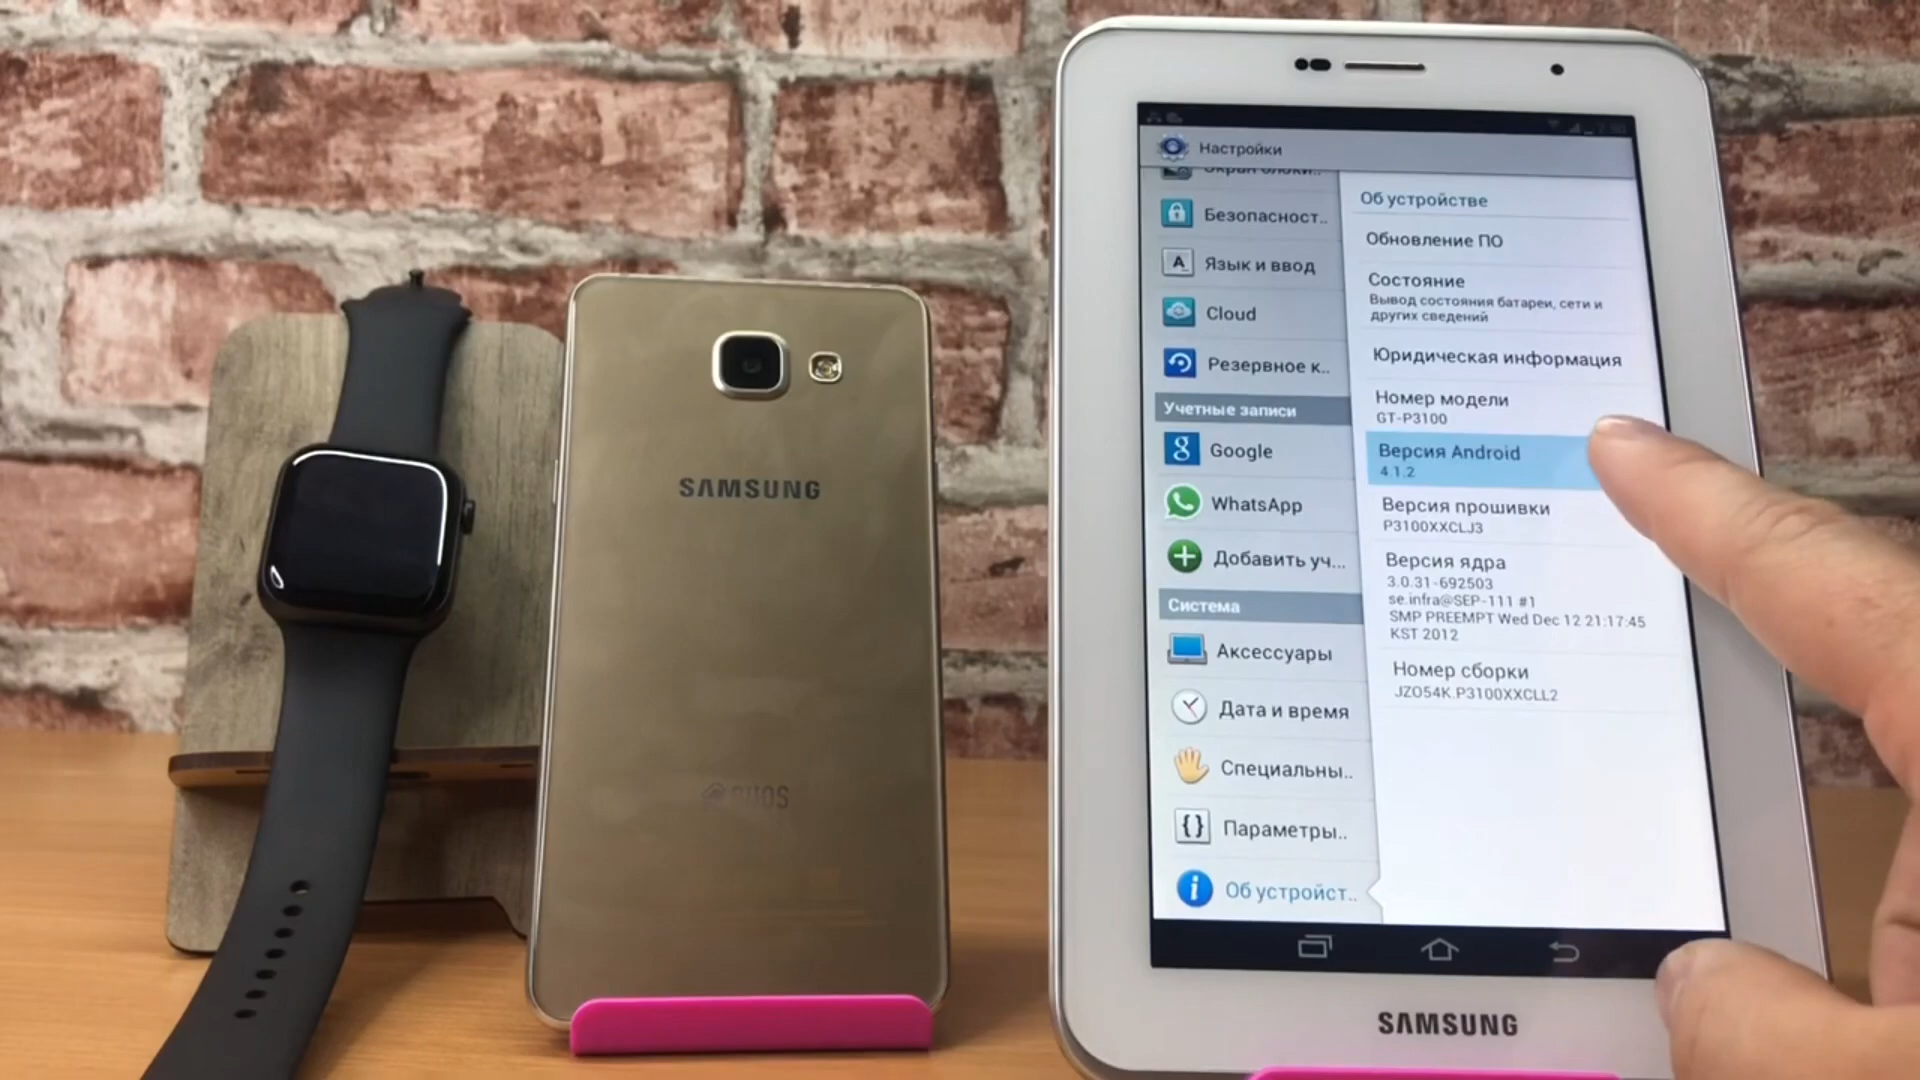 SAMSUNG
DUOS
Настройки
Экран блоки..
Безопасност..
Язык и ввод
Cloud
Резервное к..
Учетные записи
Google
WhatsApp
Добавить уч...
Система
Аксессуары
Дата и время
Специальны..
Параметры..
Об устройст..
Об устройстве
Обновление ПО
Состояние
Вывод состояния батареи, сети и
других сведений
Юридическая информация
Номер модели
GT-P3100
Версия Android
4.1.2
Версия прошивки
P3100XXCLJ3
Версия ядра
3.0.31-692503
se.infra@SEP-111 #1
SMP PREEMPT Wed Dec 12 21:17:45
KST 2012
Номер сборки
JZO54K.P3100XXCLL2
SAMSUNG